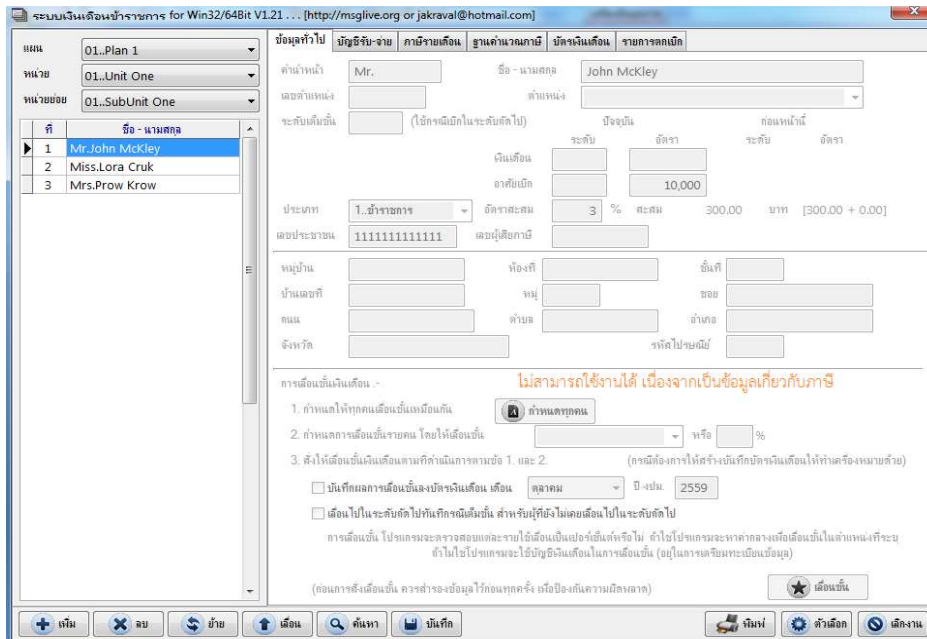 ระบบเงินเดือนข้าราชการ for Win32/64Bit V1.21 . . . [http://msglive.org or jakraval@hotmail.com]
แผน 01..Plan 1
หน่วย 01..Unit One
หน่วยย่อย 01..SubUnit One
ที่ ชื่อ - นามสกุล
1 Mr.John McKley
2 Miss.Lora Cruk
3 Mrs.Prow Krow
ข้อมูลทั่วไป บัญชีรับ-จ่าย ภาษีรายเดือน ฐานคำนวณภาษี บัตรเงินเดือน รายการตกเบิก
คำนำหน้า Mr. ชื่อ - นามสกุล John McKley
เลขตำแหน่ง ตำแหน่ง
ระดับเต็มขั้น (ใช้กรณีเบิกในระดับถัดไป) ปัจจุบัน ก่อนหน้านี้
ระดับ อัตรา ระดับ อัตรา
เงินเดือน
อาศัยเบิก 10,000
ประเภท 1..ข้าราชการ อัตราสะสม 3 % สะสม 300.00 บาท [300.00 + 0.00]
เลขประชาชน 1111111111111 เลขผู้เสียภาษี
หมู่บ้าน ห้องที่ ชั้นที่
บ้านเลขที่ หมู่ ซอย
ถนน ตำบล อำเภอ
จังหวัด รหัสไปรษณีย์
การเลื่อนขั้นเงินเดือน .- ไม่สามารถใช้งานได้ เนื่องจากเป็นข้อมูลเกี่ยวกับภาษี
1. กำหนดให้ทุกคนเลื่อนขั้นเหมือนกัน กำหนดทุกคน
2. กำหนดการเลื่อนขั้นรายคน โดยให้เลื่อนขั้น หรือ %
3. สั่งให้เลื่อนขั้นเงินเดือนตามที่ดำเนินการตามข้อ 1. และ 2. (กรณีต้องการให้สร้างบันทึกบัตรเงินเดือนให้ทำเครื่องหมายด้วย)
บันทึกผลการเลื่อนขั้นลงบัตรเงินเดือน เดือน ตุลาคม ปี งปม. 2559
เลื่อนไปในระดับถัดไปทันทีกรณีเต็มขั้น สำหรับผู้ที่ยังไม่เคยเลื่อนไปในระดับถัดไป
การเลื่อนขั้น โปรแกรมจะตรวจสอบแต่ละรายใช้เลื่อนเป็นเปอร์เซ็นต์หรือไม่ ถ้าใช่โปรแกรมจะหาค่ากลางเพื่อเลื่อนขั้นในตำแหน่งที่ระบุ
ถ้าไม่ใช่โปรแกรมจะใช้บัญชีเงินเดือนในการเลื่อนขั้น (อยู่ในการเตรียมทะเบียนข้อมูล)
(ก่อนการสั่งเลื่อนขั้น ควรสำรองข้อมูลไว้ก่อนทุกครั้ง เพื่อป้องกันความผิดพลาด) เลื่อนขั้น
เพิ่ม ลบ ย้าย เลื่อน ค้นหา บันทึก พิมพ์ ตัวเลือก เลิกงาน